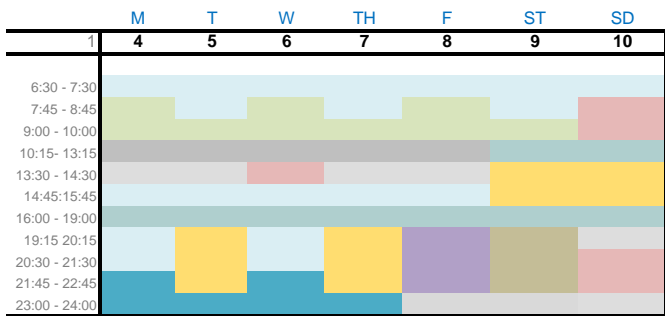 M T W TH F ST SD
1 4 5 6 7 8 9 10
6:30 - 7:30
7:45 - 8:45
9:00 - 10:00
10:15- 13:15
13:30 - 14:30
14:45:15:45
16:00 - 19:00
19:15 20:15
20:30 - 21:30
21:45 - 22:45
23:00 - 24:00